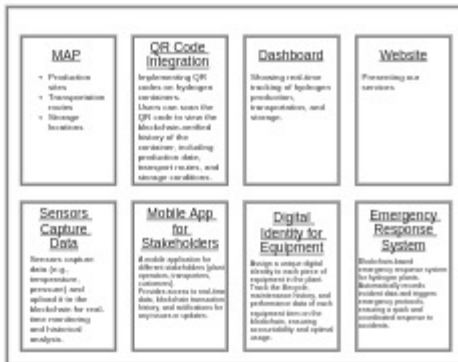 MAP
• Production
sites
• Transportation
routes
• Storage
locations
QR Code
Integration
Implementing QR
codes on hydrogen
containers.
Users can scan the
QR code to view the
blockchain-verified
history of the
container, including
production date,
transport routes, and
storage conditions.
Dashboard
Showing real-time
tracking of hydrogen
production,
transportation, and
storage.
Website
Presenting our
services
Sensors
Capture
Data
Sensors capture
data (e.g.,
temperature,
pressure) and
upload it to the
blockchain for real-
time monitoring
and historical
analysis.
Mobile App
for
Stakeholders
A mobile application for
different stakeholders (plant
operators, transporters,
customers).
Provides access to real-time
data, blockchain transaction
history, and notifications for
any issues or updates.
Digital
Identity for
Equipment
Assign a unique digital
identity to each piece of
equipment in the plant.
Track the lifecycle,
maintenance history, and
performance data of each
equipment item on the
blockchain, ensuring
accountability and optimal
usage.
Emergency
Response
System
Blockchain-based
emergency response system
for hydrogen plants.
Automatically records
incident data and triggers
emergency protocols,
ensuring a quick and
coordinated response to
accidents.